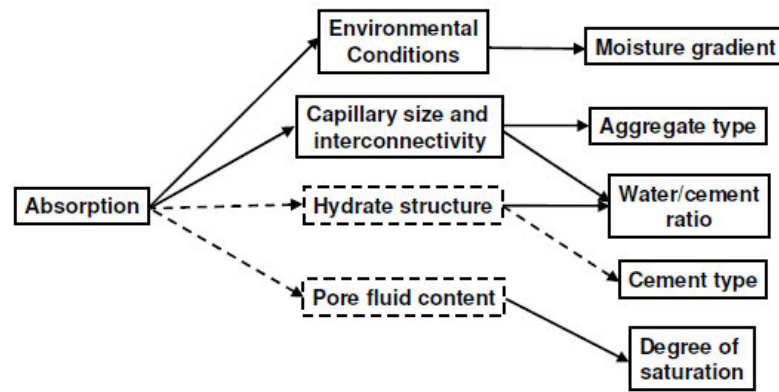 Environmental
Conditions
Moisture gradient
Capillary size and
interconnectivity
Aggregate type
Absorption
Hydrate structure
Water/cement
ratio
Cement type
Pore fluid content
Degree of
saturation